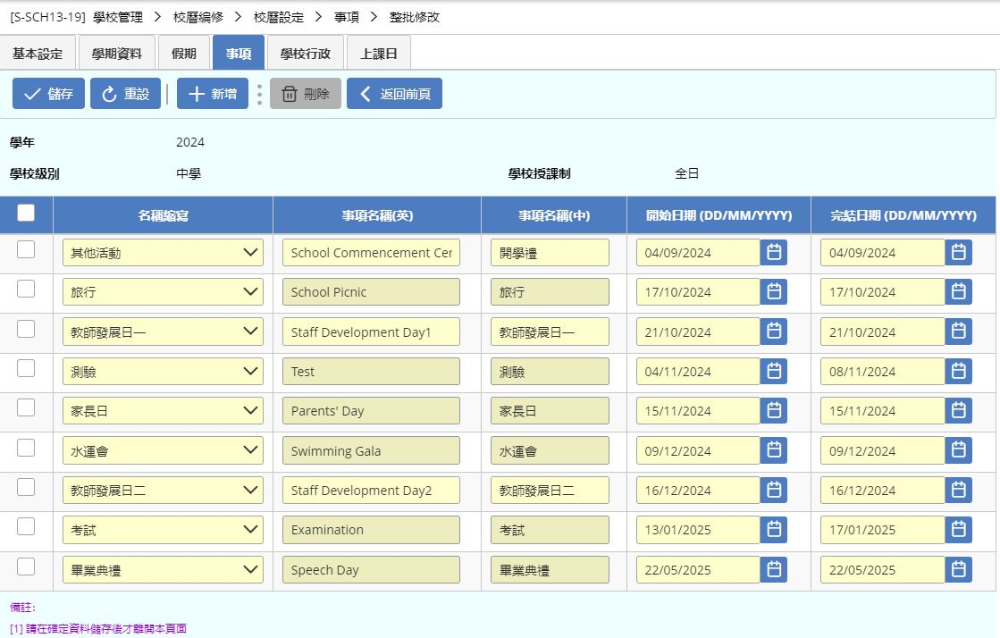 [S-SCH13-19] 學校管理 > 校曆編修 > 校曆設定 > 事項 > 整批修改
基本設定 學期資料 假期 事項 學校行政 上課日
儲存 重設 新增 刪除 返回前頁
學年 2024
學校級別 中學 學校授課制 全日
名稱縮寫 事項名稱(英) 事項名稱(中) 開始日期 (DD/MM/YYYY) 完結日期 (DD/MM/YYYY)
其他活動 School Commencement Cer 開學禮 04/09/2024 04/09/2024
旅行 School Picnic 旅行 17/10/2024 17/10/2024
教師發展日一 Staff Development Day1 教師發展日一 21/10/2024 21/10/2024
測驗 Test 測驗 04/11/2024 08/11/2024
家長日 Parents' Day 家長日 15/11/2024 15/11/2024
水運會 Swimming Gala 水運會 09/12/2024 09/12/2024
教師發展日二 Staff Development Day2 教師發展日二 16/12/2024 16/12/2024
考試 Examination 考試 13/01/2025 17/01/2025
畢業典禮 Speech Day 畢業典禮 22/05/2025 22/05/2025
備註:
[1] 請在確定資料儲存後才離開本頁面